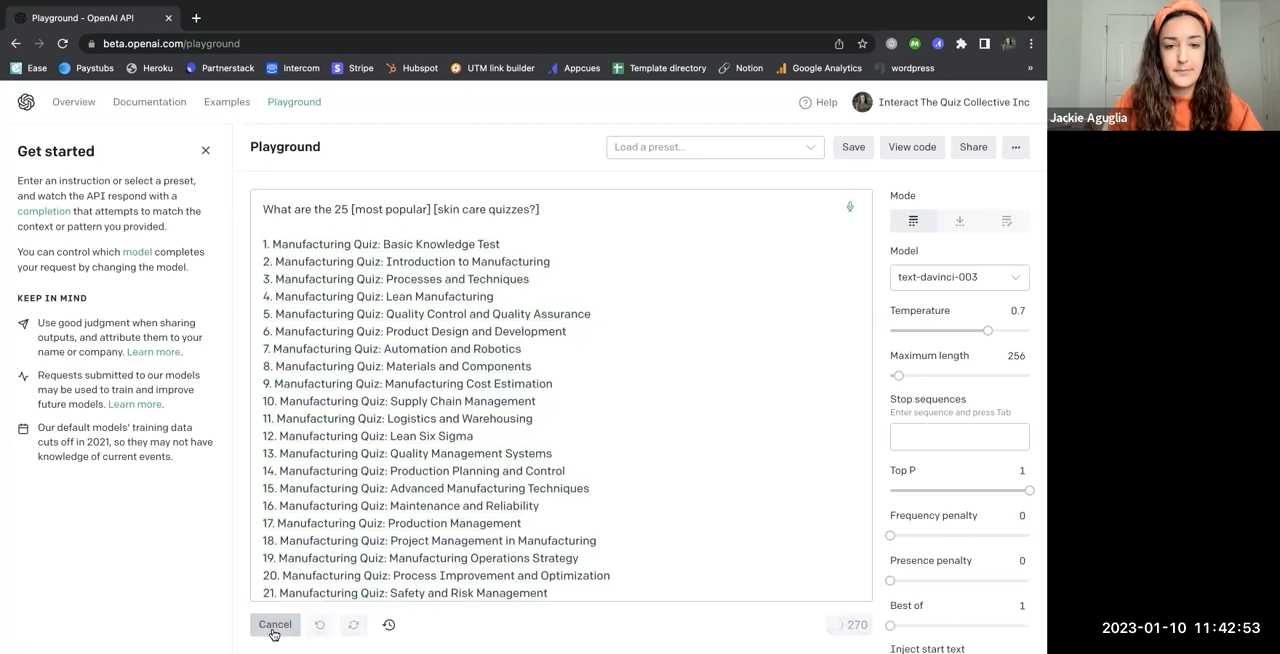 Playground - OpenAI API
beta.openai.com/playground
Ease
Paystubs
Heroku
Partnerstack
Intercom
Stripe
Hubspot
UTM link builder
Appcues
Template directory
Notion
Google Analytics
wordpress
»
Overview
Documentation
Examples
Playground
Help
Interact The Quiz Collective Inc
Jackie Aguglia
Get started
Enter an instruction or select a preset,
and watch the API respond with a
completion that attempts to match the
context or pattern you provided.
You can control which model completes
your request by changing the model.
KEEP IN MIND
Use good judgment when sharing
outputs, and attribute them to your
name or company. Learn more.
Requests submitted to our models
may be used to train and improve
future models. Learn more.
Our default models' training data
cuts off in 2021, so they may not have
knowledge of current events.
Playground
Load a preset...
Save
View code
Share
...
What are the 25 [most popular] [skin care quizzes?]
1. Manufacturing Quiz: Basic Knowledge Test
2. Manufacturing Quiz: Introduction to Manufacturing
3. Manufacturing Quiz: Processes and Techniques
4. Manufacturing Quiz: Lean Manufacturing
5. Manufacturing Quiz: Quality Control and Quality Assurance
6. Manufacturing Quiz: Product Design and Development
7. Manufacturing Quiz: Automation and Robotics
8. Manufacturing Quiz: Materials and Components
9. Manufacturing Quiz: Manufacturing Cost Estimation
10. Manufacturing Quiz: Supply Chain Management
11. Manufacturing Quiz: Logistics and Warehousing
12. Manufacturing Quiz: Lean Six Sigma
13. Manufacturing Quiz: Quality Management Systems
14. Manufacturing Quiz: Production Planning and Control
15. Manufacturing Quiz: Advanced Manufacturing Techniques
16. Manufacturing Quiz: Maintenance and Reliability
17. Manufacturing Quiz: Production Management
18. Manufacturing Quiz: Project Management in Manufacturing
19. Manufacturing Quiz: Manufacturing Operations Strategy
20. Manufacturing Quiz: Process Improvement and Optimization
21. Manufacturing Quiz: Safety and Risk Management
Cancel
270
Mode
Model
text-davinci-003
Temperature 0.7
Maximum length 256
Stop sequences
Enter sequence and press Tab
Top P 1
Frequency penalty 0
Presence penalty 0
Best of 1
Inject start text
2023-01-10 11:42:53